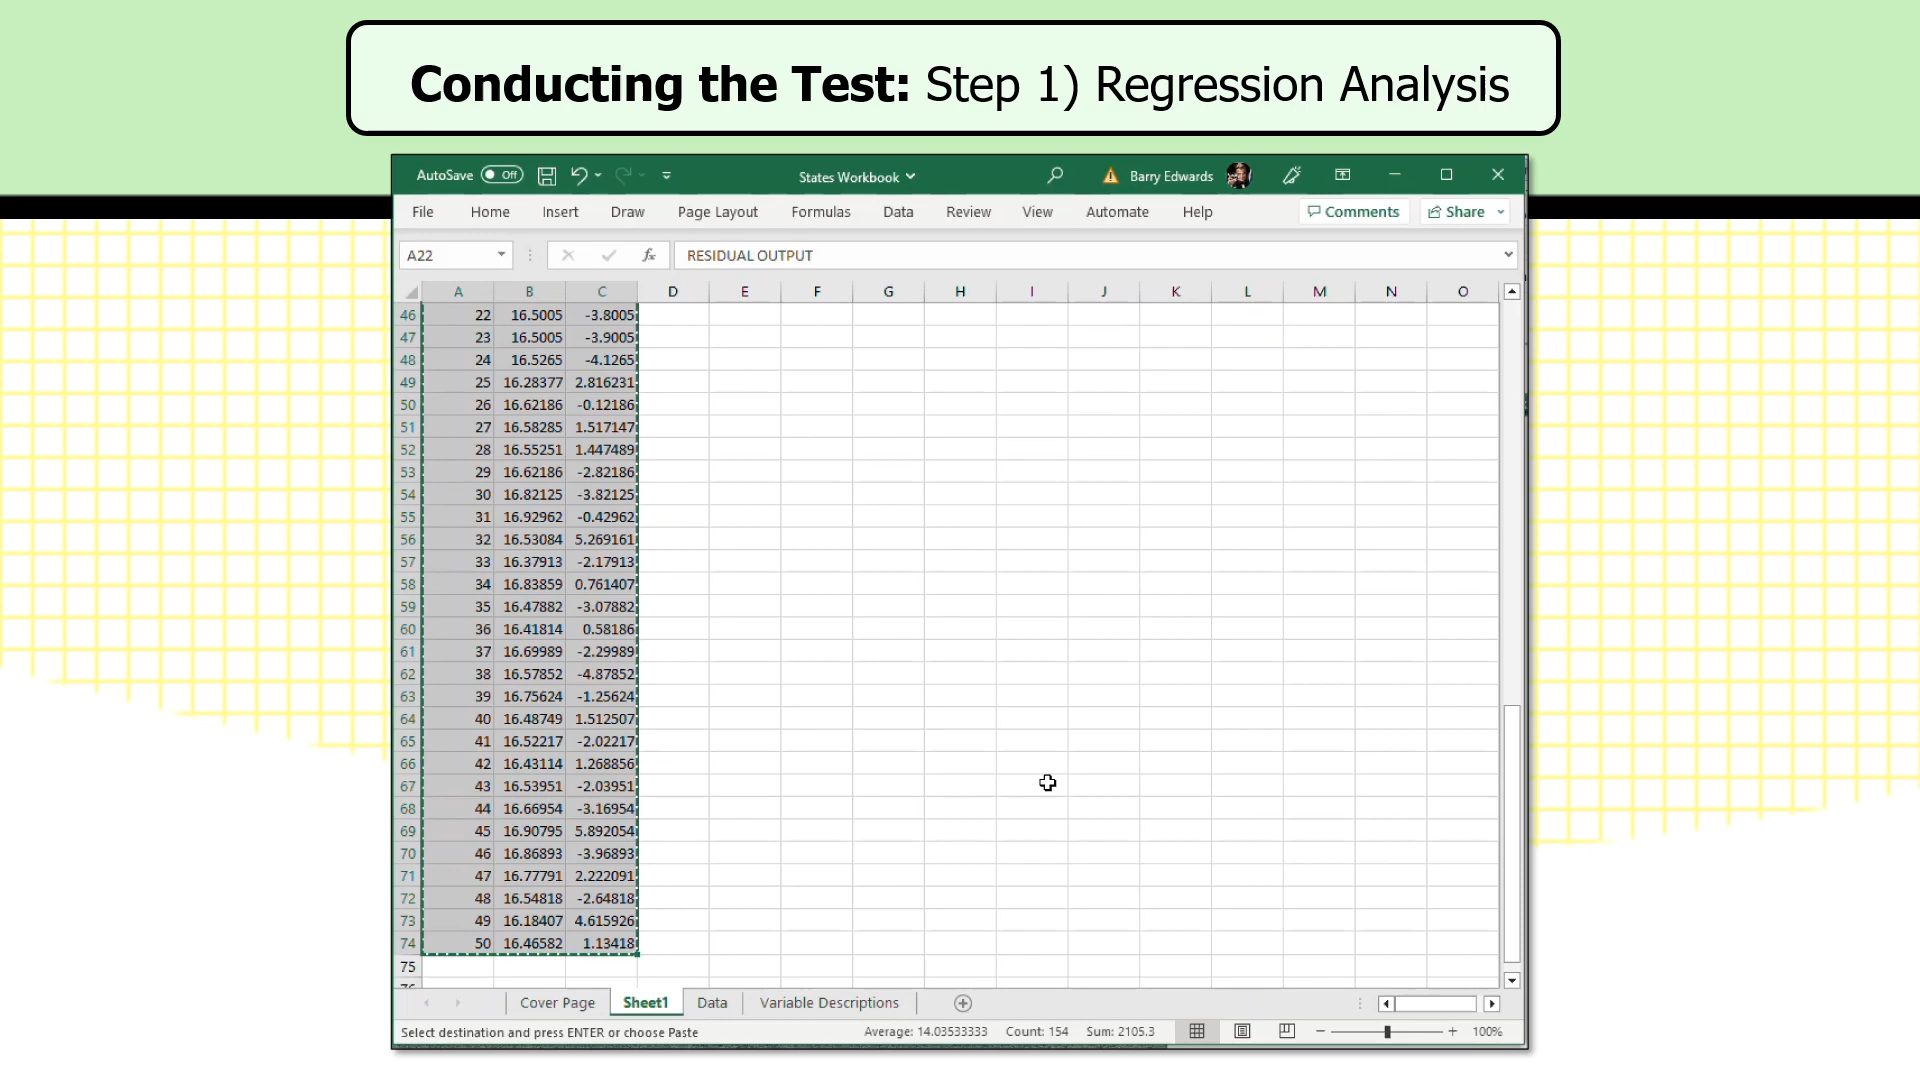 Conducting the Test: Step 1) Regression Analysis
AutoSave Off States Workbook Barry Edwards
File Home Insert Draw Page Layout Formulas Data Review View Automate Help Comments Share
A22 fx RESIDUAL OUTPUT
A B C D E F G H I J K L M N O
46 22 16.5005 -3.8005
47 23 16.5005 -3.9005
48 24 16.5265 -4.1265
49 25 16.28377 2.816231
50 26 16.62186 -0.12186
51 27 16.58285 1.517147
52 28 16.55251 1.447489
53 29 16.62186 -2.82186
54 30 16.82125 -3.82125
55 31 16.92962 -0.42962
56 32 16.53084 5.269161
57 33 16.37913 -2.17913
58 34 16.83859 0.761407
59 35 16.47882 -3.07882
60 36 16.41814 0.58186
61 37 16.69989 -2.29989
62 38 16.57852 -4.87852
63 39 16.75624 -1.25624
64 40 16.48749 1.512507
65 41 16.52217 -2.02217
66 42 16.43114 1.268856
67 43 16.53951 -2.03951
68 44 16.66954 -3.16954
69 45 16.90795 5.892054
70 46 16.86893 -3.96893
71 47 16.77791 2.222091
72 48 16.54818 -2.64818
73 49 16.18407 4.615926
74 50 16.46582 1.13418
75
Cover Page Sheet1 Data Variable Descriptions
Select destination and press ENTER or choose Paste Average: 14.03533333 Count: 154 Sum: 2105.3 100%